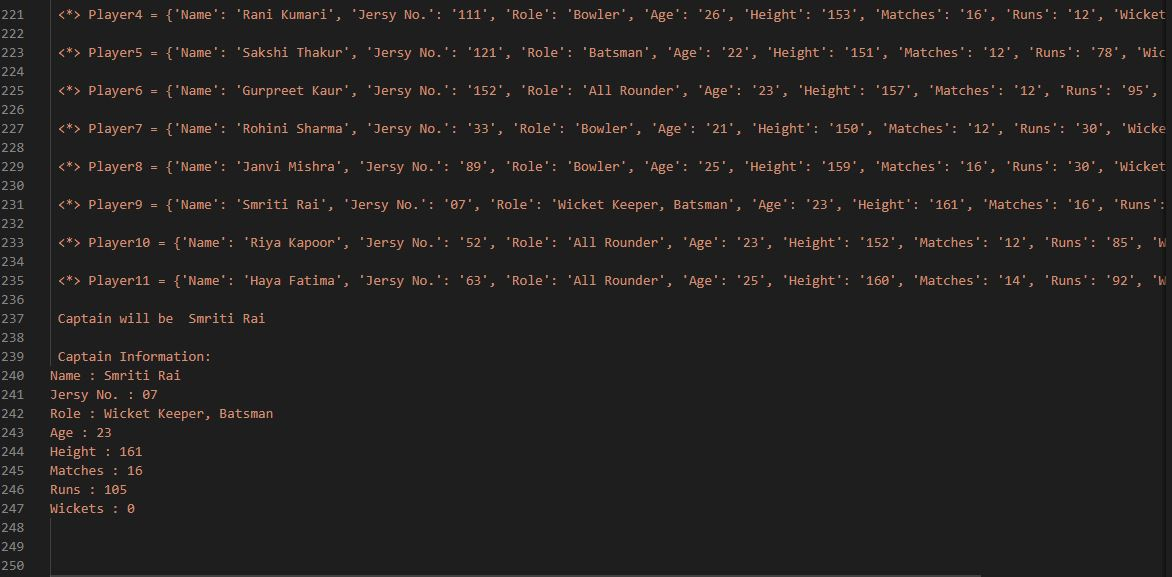 221 <*> Player4 = {'Name': 'Rani Kumari', 'Jersy No.': '111', 'Role': 'Bowler', 'Age': '26', 'Height': '153', 'Matches': '16', 'Runs': '12', 'Wicket
222
223 <*> Player5 = {'Name': 'Sakshi Thakur', 'Jersy No.': '121', 'Role': 'Batsman', 'Age': '22', 'Height': '151', 'Matches': '12', 'Runs': '78', 'Wic
224
225 <*> Player6 = {'Name': 'Gurpreet Kaur', 'Jersy No.': '152', 'Role': 'All Rounder', 'Age': '23', 'Height': '157', 'Matches': '12', 'Runs': '95',
226
227 <*> Player7 = {'Name': 'Rohini Sharma', 'Jersy No.': '33', 'Role': 'Bowler', 'Age': '21', 'Height': '150', 'Matches': '12', 'Runs': '30', 'Wicke
228
229 <*> Player8 = {'Name': 'Janvi Mishra', 'Jersy No.': '89', 'Role': 'Bowler', 'Age': '25', 'Height': '159', 'Matches': '16', 'Runs': '30', 'Wicket
230
231 <*> Player9 = {'Name': 'Smriti Rai', 'Jersy No.': '07', 'Role': 'Wicket Keeper, Batsman', 'Age': '23', 'Height': '161', 'Matches': '16', 'Runs':
232
233 <*> Player10 = {'Name': 'Riya Kapoor', 'Jersy No.': '52', 'Role': 'All Rounder', 'Age': '23', 'Height': '152', 'Matches': '12', 'Runs': '85', 'W
234
235 <*> Player11 = {'Name': 'Haya Fatima', 'Jersy No.': '63', 'Role': 'All Rounder', 'Age': '25', 'Height': '160', 'Matches': '14', 'Runs': '92', 'W
236
237 Captain will be  Smriti Rai
238
239 Captain Information:
240 Name : Smriti Rai
241 Jersy No. : 07
242 Role : Wicket Keeper, Batsman
243 Age : 23
244 Height : 161
245 Matches : 16
246 Runs : 105
247 Wickets : 0
248
249
250